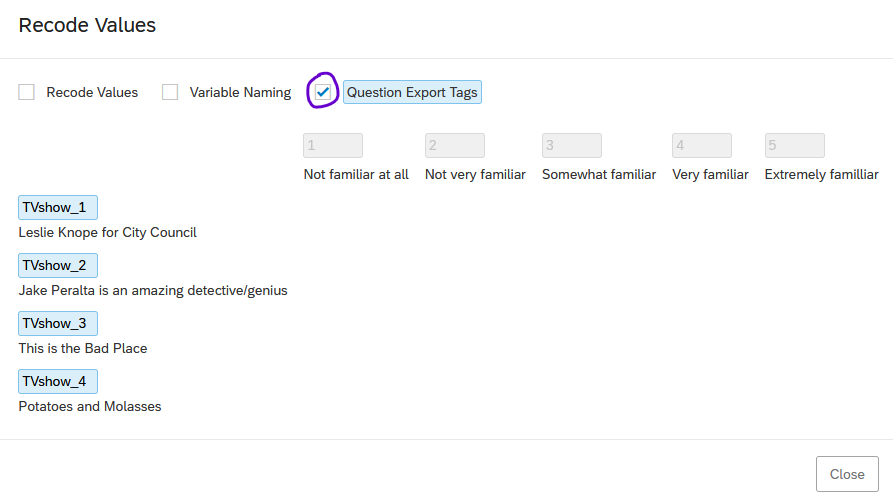 Recode Values
Recode Values Variable Naming Question Export Tags
1 2 3 4 5
Not familiar at all Not very familiar Somewhat familiar Very familiar Extremely familliar
TVshow_1
Leslie Knope for City Council
TVshow_2
Jake Peralta is an amazing detective/genius
TVshow_3
This is the Bad Place
TVshow_4
Potatoes and Molasses
Close